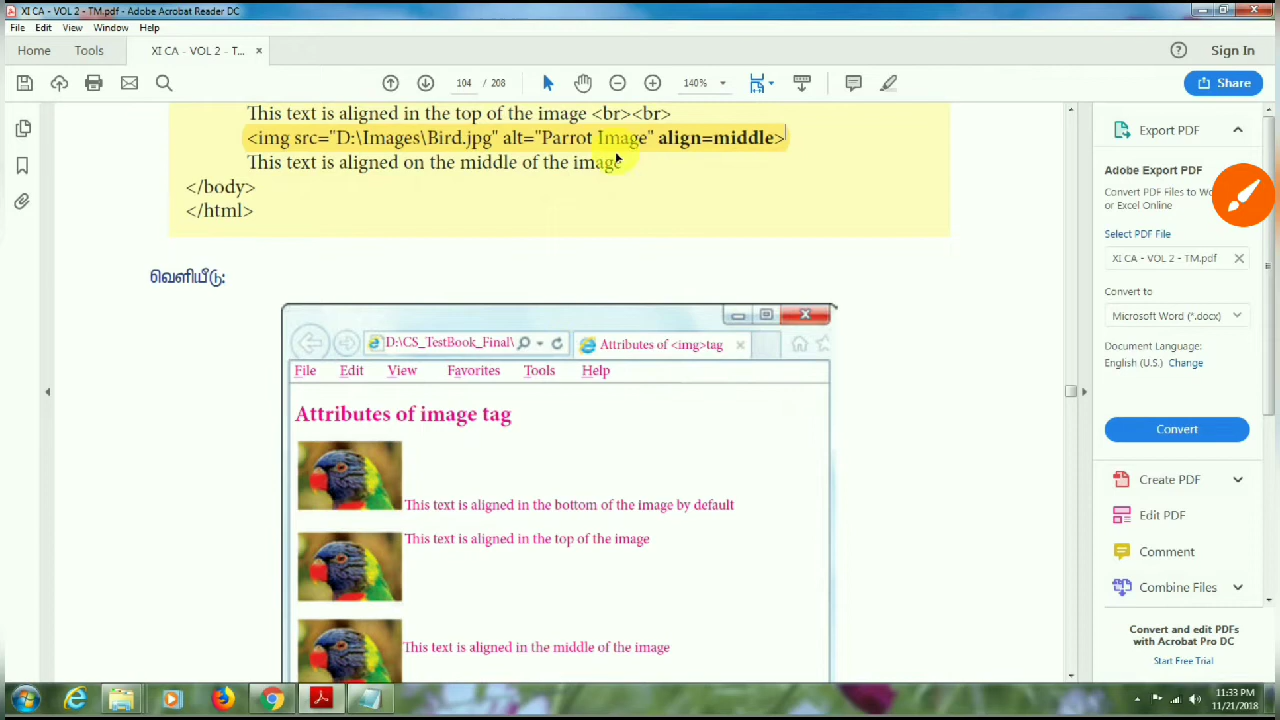 XI CA - VOL 2 - TM.pdf - Adobe Acrobat Reader DC
File Edit View Window Help
Home Tools XI CA - VOL 2 - T... × ? Sign In
104 / 208 140% Share
This text is aligned in the top of the image <br><br>
<img src="D:\Images\Bird.jpg" alt="Parrot Image" align=middle>
This text is aligned on the middle of the image
</body>
</html>
வெளியீடு:
D:\CS_TestBook_Final\ Attributes of <img>tag
File Edit View Favorites Tools Help
Attributes of image tag
This text is aligned in the bottom of the image by default
This text is aligned in the top of the image
This text is aligned in the middle of the image
Export PDF
Adobe Export PDF
Convert PDF Files to Wo
or Excel Online
Select PDF File
XI CA - VOL 2 - TM.pdf
Convert to
Microsoft Word (*.docx)
Document Language:
English (U.S.) Change
Convert
Create PDF
Edit PDF
Comment
Combine Files
Convert and edit PDFs
with Acrobat Pro DC
Start Free Trial
11:33 PM
11/21/2018